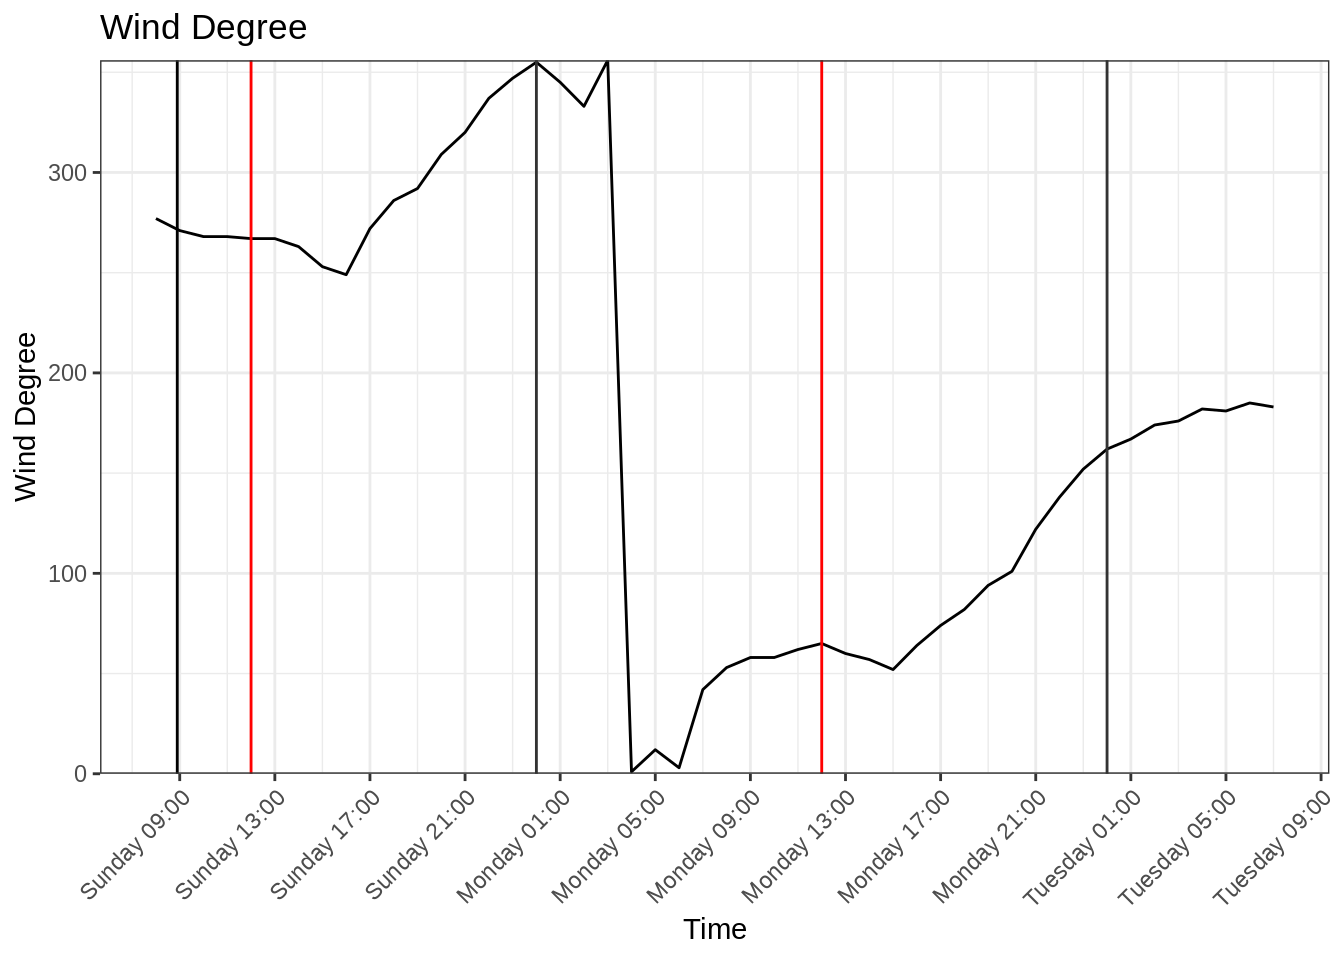 Wind Degree
Wind Degree
300
200
100
0
Sunday 09:00
Sunday 13:00
Sunday 17:00
Sunday 21:00
Monday 01:00
Monday 05:00
Monday 09:00
Monday 13:00
Monday 17:00
Monday 21:00
Tuesday 01:00
Tuesday 05:00
Tuesday 09:00
Time